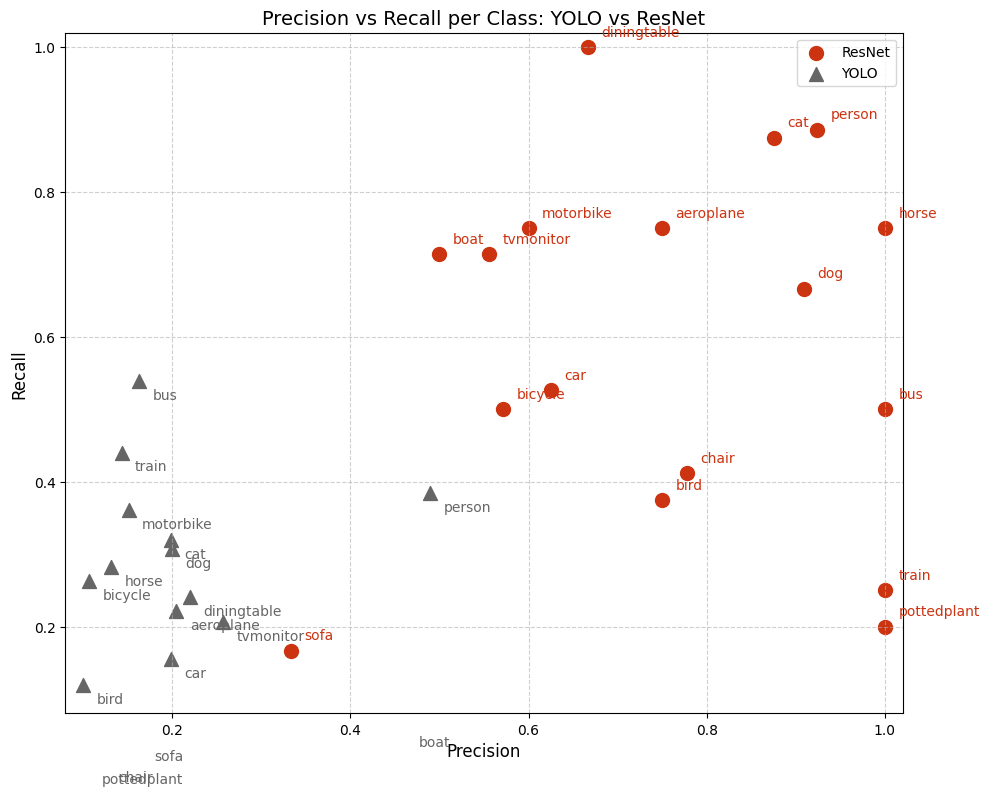 Precision vs Recall per Class: YOLO vs ResNet
diningtable
1.0
ResNet
YOLO
person
cat
0.8
motorbike
aeroplane
horse
boat
tvmonitor
dog
0.6
Recall
car
bus
bicycle
bus
train
chair
0.4
bird
person
motorbike
cat
dog
horse
train
bicycle
diningtable
pottedplant
aeroplane
0.2
tvmonitor
sofa
car
bird
0.2
0.4
0.6
0.8
1.0
boat
Precision
sofa
chair
pottedplant